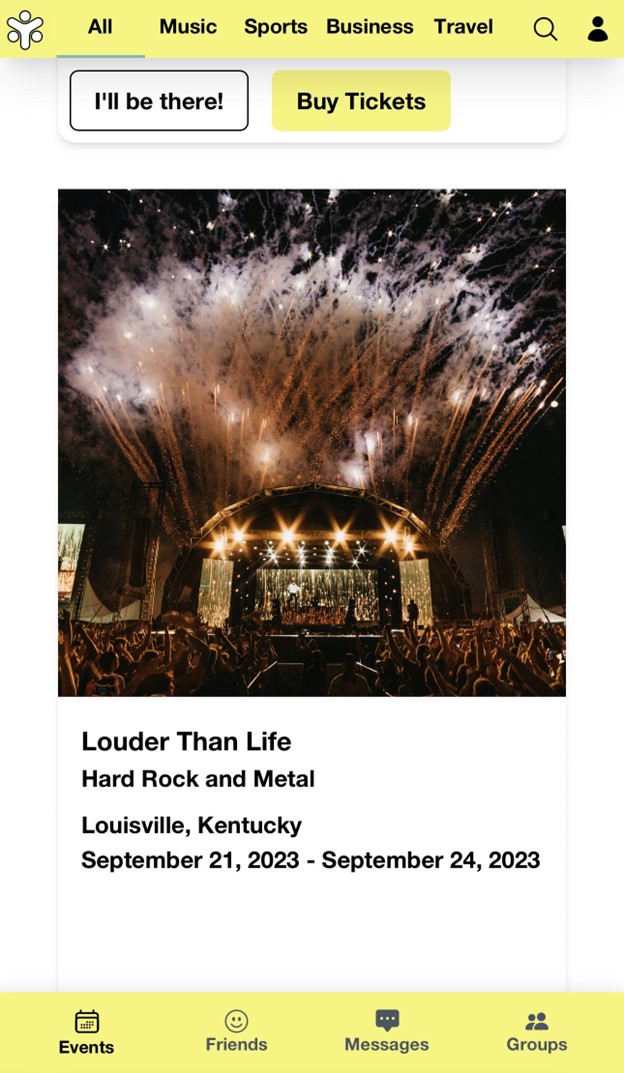 All Music Sports Business Travel
I'll be there! Buy Tickets
Louder Than Life
Hard Rock and Metal
Louisville, Kentucky
September 21, 2023 - September 24, 2023
Events Friends Messages Groups